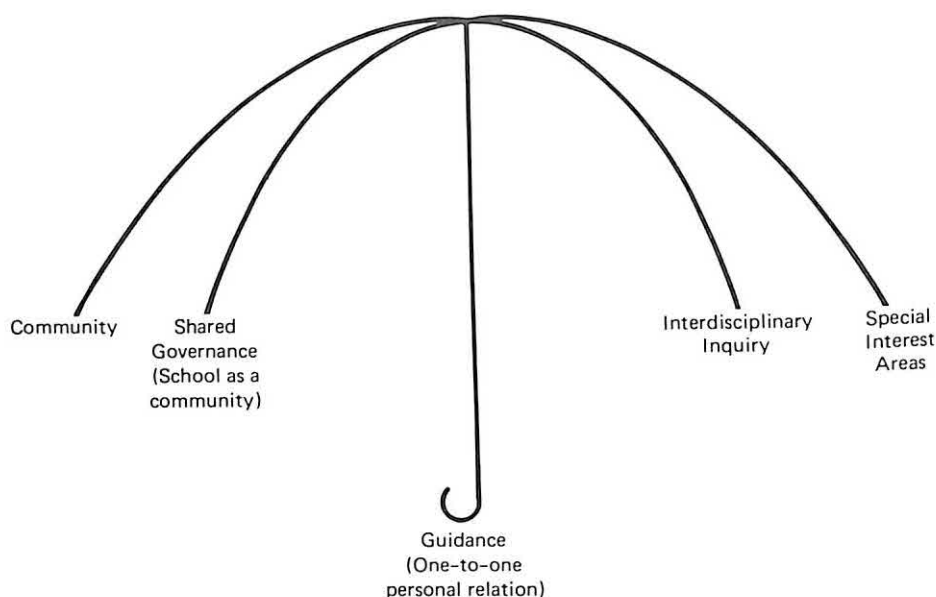 Community
Shared
Governance
(School as a
community)
Interdisciplinary
Inquiry
Special
Interest
Areas
Guidance
(One-to-one
personal relation)